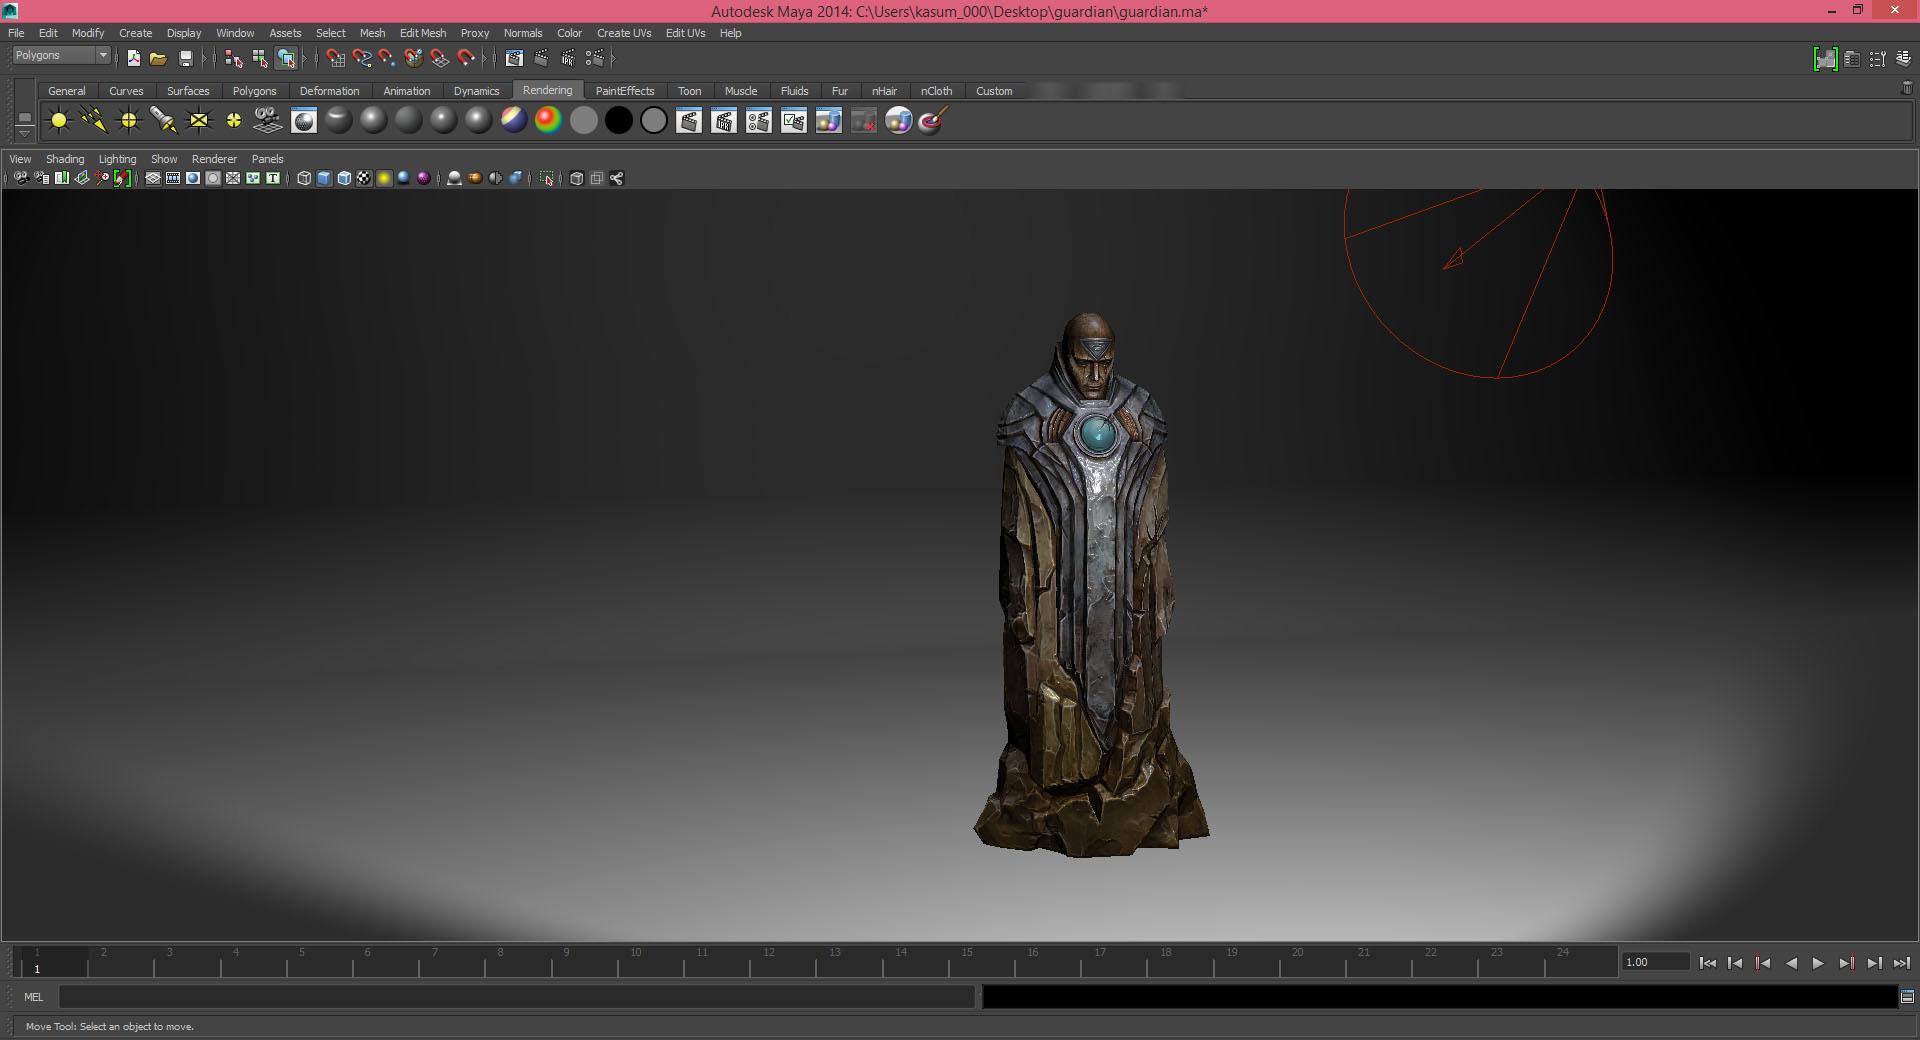 Autodesk Maya 2014: C:\Users\kasum_000\Desktop\guardian\guardian.ma*
File Edit Modify Create Display Window Assets Select Mesh Edit Mesh Proxy Normals Color Create UVs Edit UVs Help
Polygons
General Curves Surfaces Polygons Deformation Animation Dynamics Rendering PaintEffects Toon Muscle Fluids Fur nHair nCloth Custom
View Shading Lighting Show Renderer Panels
1 2 3 4 5 6 7 8 9 10 11 12 13 14 15 16 17 18 19 20 21 22 23 24
1 1.00
MEL
Move Tool: Select an object to move.